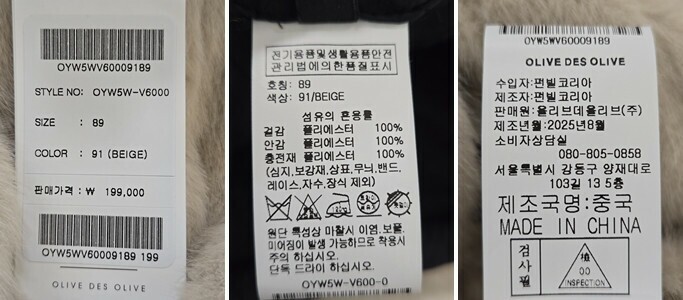 OYW5WV60009189
STYLE NO: OYW5W-V6000
SIZE : 89
COLOR : 91 (BEIGE)
판매가격 : ₩ 199,000
OYW5WV60009189 199
OLIVE DES OLIVE
전기용품및생활용품안전
관리법에의한품질표시
호칭: 89
색상: 91/BEIGE
섬유의 혼용률
겉감 폴리에스터 100%
안감 폴리에스터 100%
충전재 폴리에스터 100%
(심지,보강재,상표,무늬,밴드,
레이스,자수,장식 제외)
원단 특성상 마찰시 이염,보풀,
미어짐이 발생 가능하므로 착용시
주의 하십시오.
단독 드라이 하십시오.
OYW5W-V600-0
OYW5WV60009189
OLIVE DES OLIVE
수입자:펀빌코리아
제조자:펀빌코리아
판매원:올리브데올리브(주)
제조년월:2025년8월
소비자상담실
080-805-0858
서울특별시 강동구 양재대로
103길 13 5층
제조국명:중국
MADE IN CHINA
검사필
00
INSPECTION